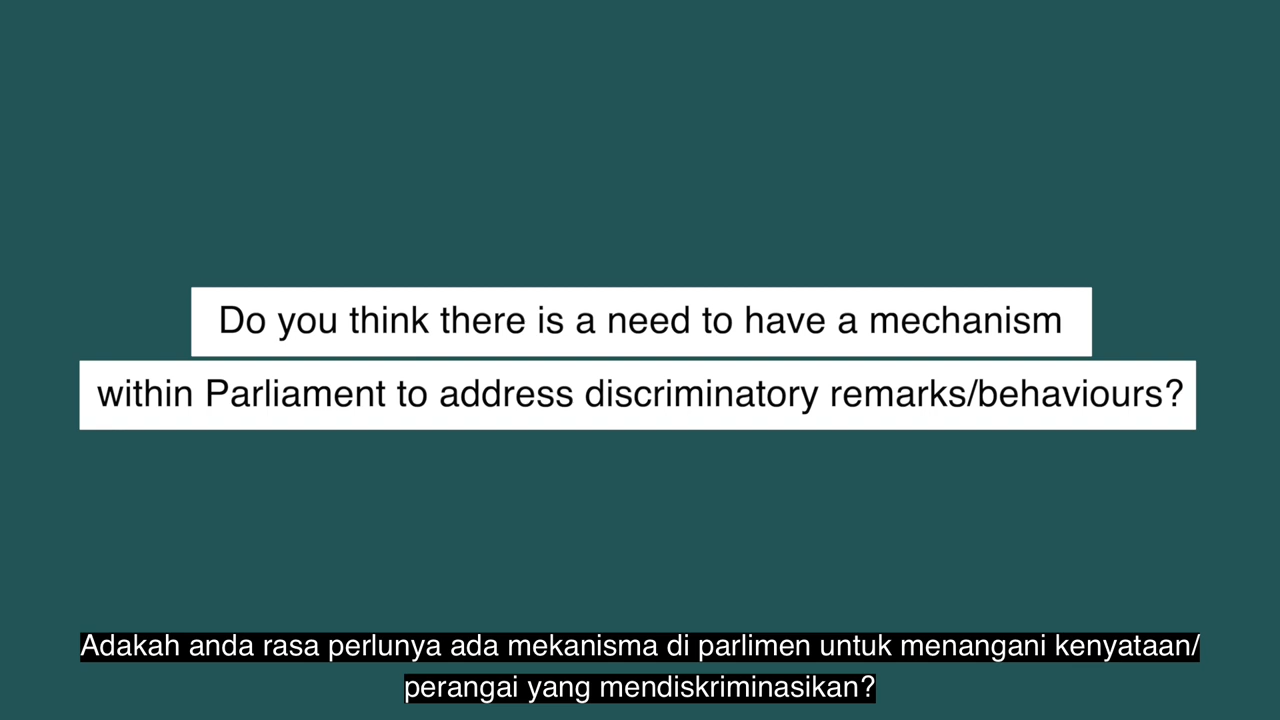 Do you think there is a need to have a mechanism
within Parliament to address discriminatory remarks/behaviours?
Adakah anda rasa perlunya ada mekanisma di parlimen untuk menangani kenyataan/
perangai yang mendiskriminasikan?